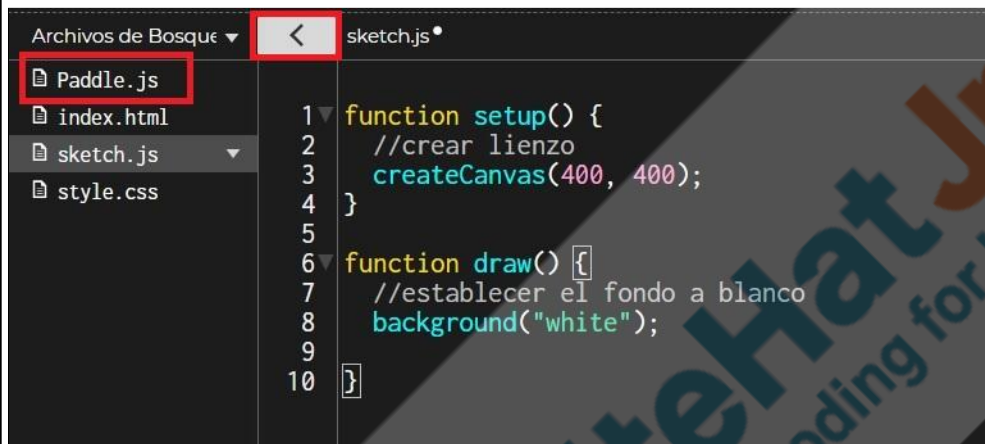 Archivos de Bosque
sketch.js
Paddle.js
index.html
sketch.js
style.css
1 function setup() {
2 //crear lienzo
3 createCanvas(400, 400);
4 }
5
6 function draw() {
7 //establecer el fondo a blanco
8 background("white");
9
10 }